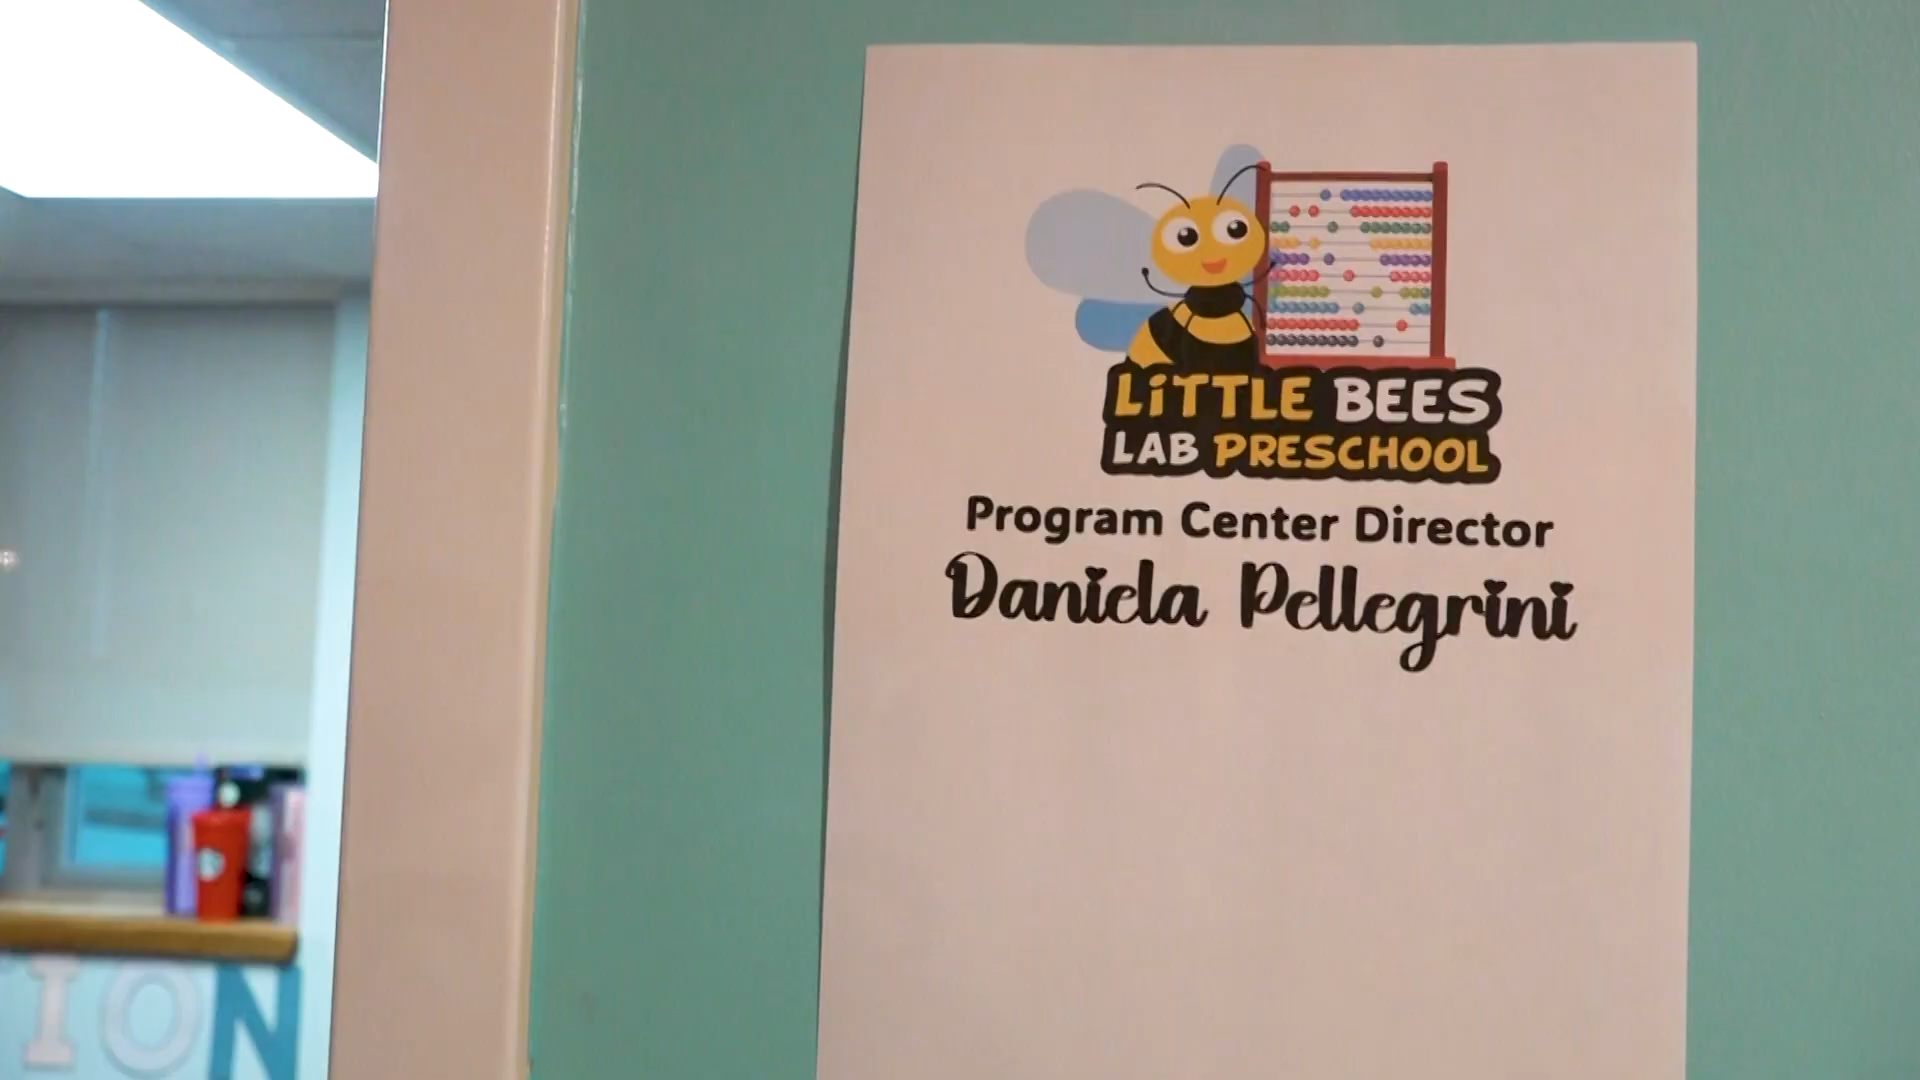 LiTTLE BEES
LAB PRESCHOOL
Program Center Director
Daniela Pellegrini
ION